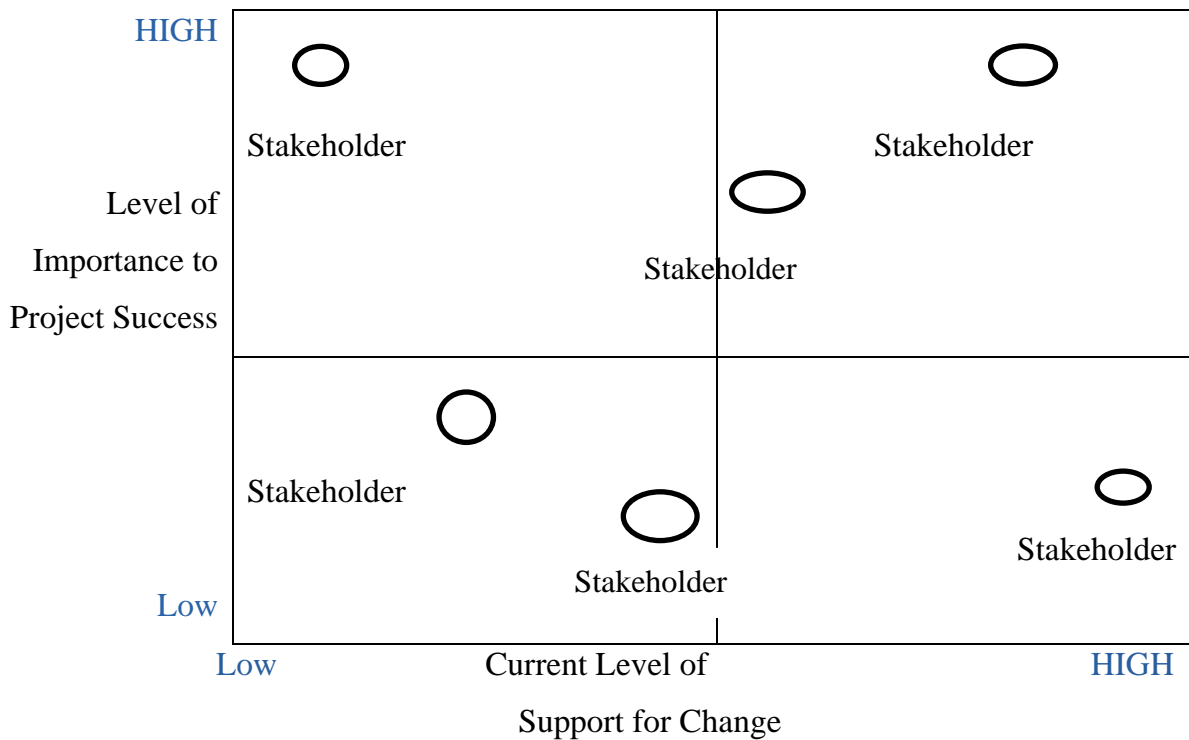 HIGH
Stakeholder
Stakeholder
Level of
Importance to
Project Success
Stakeholder
Stakeholder
Stakeholder
Stakeholder
Low
Low
Current Level of
Support for Change
HIGH